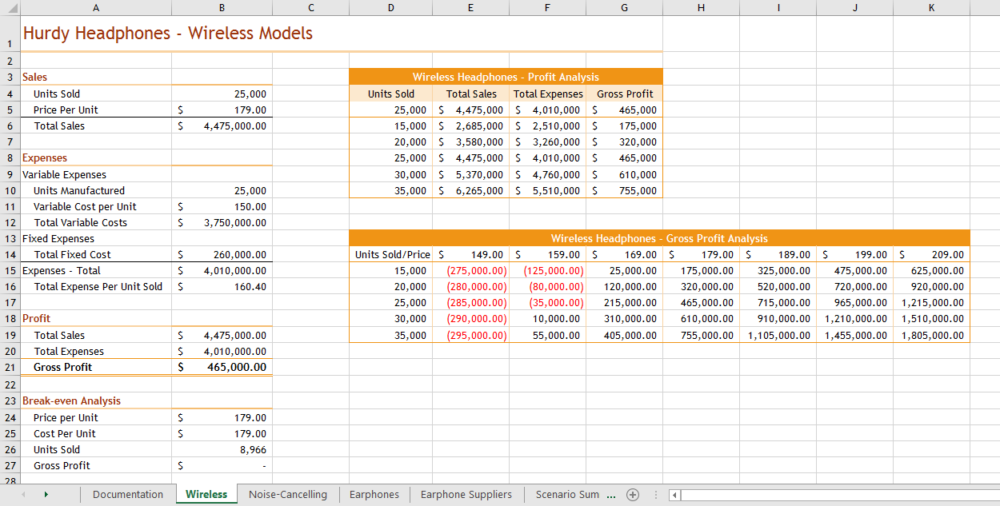 A B C D E F G H I J K
1 Hurdy Headphones - Wireless Models
2
3 Sales Wireless Headphones - Profit Analysis
4 Units Sold 25,000 Units Sold Total Sales Total Expenses Gross Profit
5 Price Per Unit $ 179.00 25,000 $ 4,475,000 $ 4,010,000 $ 465,000
6 Total Sales $ 4,475,000.00 15,000 $ 2,685,000 $ 2,510,000 $ 175,000
7 20,000 $ 3,580,000 $ 3,260,000 $ 320,000
8 Expenses 25,000 $ 4,475,000 $ 4,010,000 $ 465,000
9 Variable Expenses 30,000 $ 5,370,000 $ 4,760,000 $ 610,000
10 Units Manufactured 25,000 35,000 $ 6,265,000 $ 5,510,000 $ 755,000
11 Variable Cost per Unit $ 150.00
12 Total Variable Costs $ 3,750,000.00
13 Fixed Expenses Wireless Headphones - Gross Profit Analysis
14 Total Fixed Cost $ 260,000.00 Units Sold/Price $ 149.00 $ 159.00 $ 169.00 $ 179.00 $ 189.00 $ 199.00 $ 209.00
15 Expenses - Total $ 4,010,000.00 15,000 (275,000.00) (125,000.00) 25,000.00 175,000.00 325,000.00 475,000.00 625,000.00
16 Total Expense Per Unit Sold $ 160.40 20,000 (280,000.00) (80,000.00) 120,000.00 320,000.00 520,000.00 720,000.00 920,000.00
17 25,000 (285,000.00) (35,000.00) 215,000.00 465,000.00 715,000.00 965,000.00 1,215,000.00
18 Profit 30,000 (290,000.00) 10,000.00 310,000.00 610,000.00 910,000.00 1,210,000.00 1,510,000.00
19 Total Sales $ 4,475,000.00 35,000 (295,000.00) 55,000.00 405,000.00 755,000.00 1,105,000.00 1,455,000.00 1,805,000.00
20 Total Expenses $ 4,010,000.00
21 Gross Profit $ 465,000.00
22
23 Break-even Analysis
24 Price per Unit $ 179.00
25 Cost Per Unit $ 179.00
26 Units Sold 8,966
27 Gross Profit $ -
28
Documentation Wireless Noise-Cancelling Earphones Earphone Suppliers Scenario Sum ...